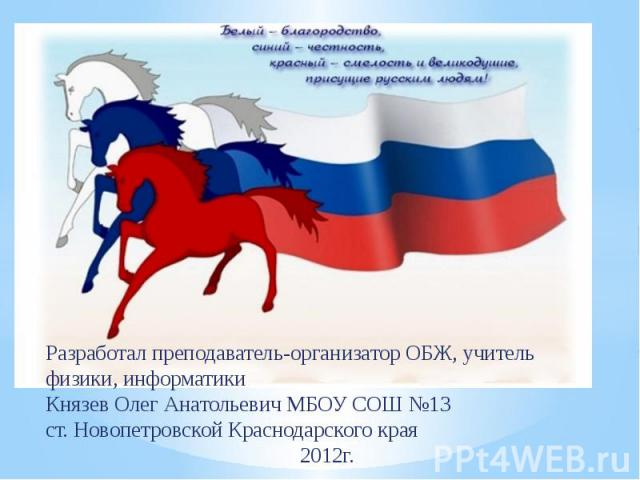 Белый – благородство,
синий – честность,
красный – смелость и великодушие,
присущие русским людям!
Разработал преподаватель-организатор ОБЖ, учитель
физики, информатики
Князев Олег Анатольевич МБОУ СОШ №13
ст. Новопетровской Краснодарского края
2012г.
PPt4WEB.ru